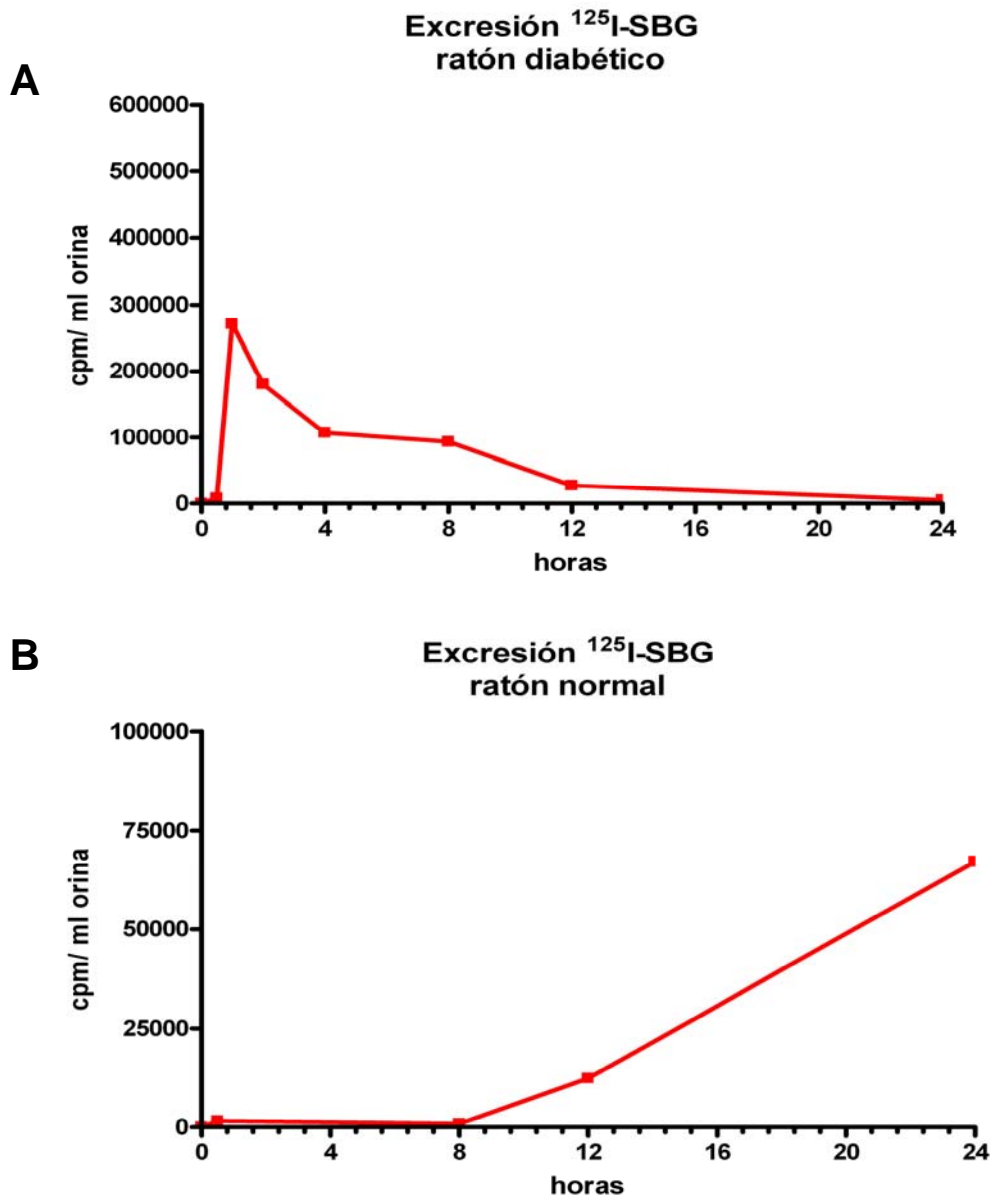 A
Excresión ¹²⁵I-SBG
ratón diabético
600000
500000
400000
300000
200000
100000
0
cpm/ ml orina
0 4 8 12 16 20 24
horas
B
Excresión ¹²⁵I-SBG
ratón normal
100000
75000
50000
25000
0
cpm/ ml orina
0 4 8 12 16 20 24
horas